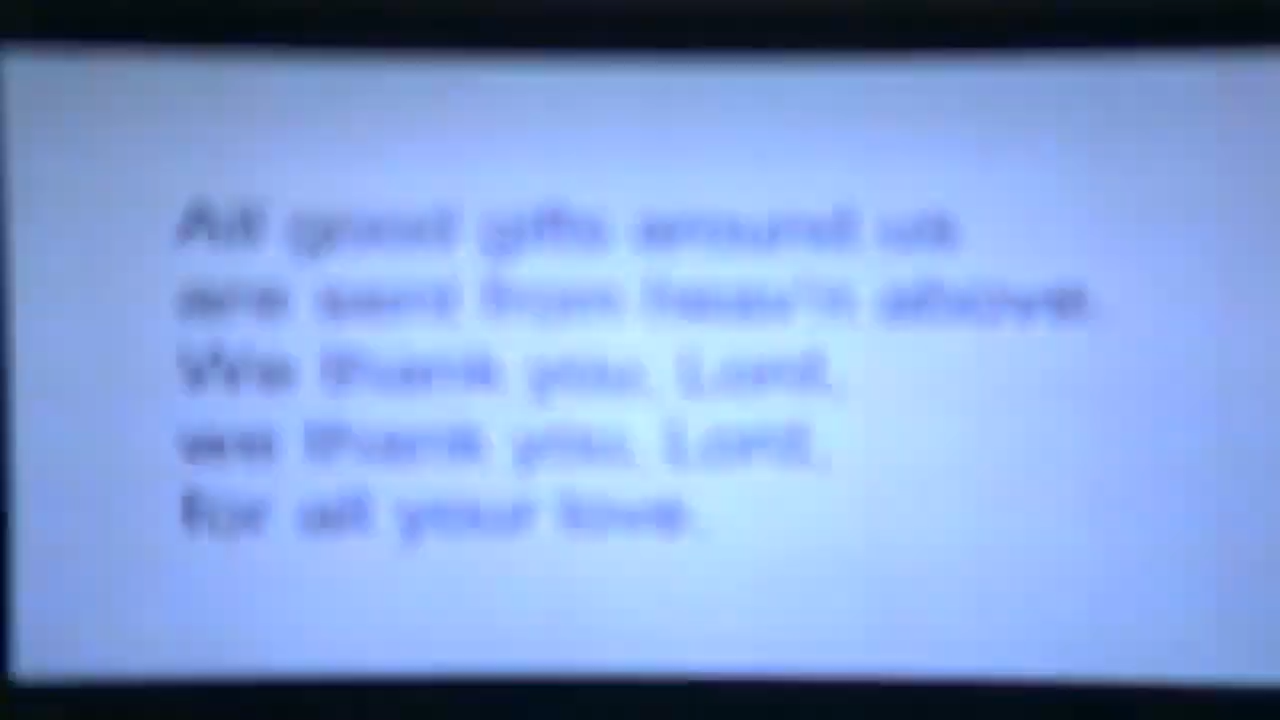 All good gifts around us
are sent from heav'n above.
We thank you, Lord,
we thank you, Lord,
for all your love.